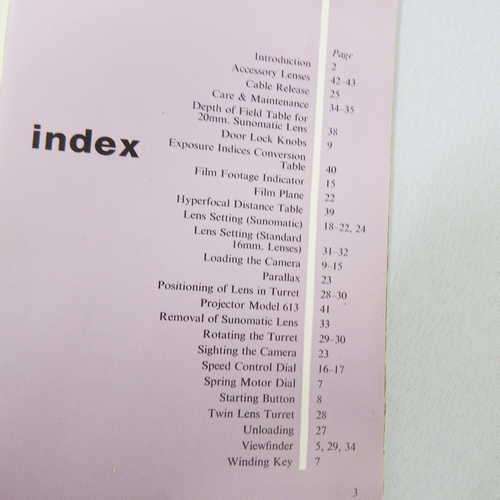 index
Page
Introduction 2
Accessory Lenses 42-43
Cable Release 25
Care & Maintenance 34-35
Depth of Field Table for
20mm. Sunomatic Lens 38
Door Lock Knobs 9
Exposure Indices Conversion
Table 40
Film Footage Indicator 15
Film Plane 22
Hyperfocal Distance Table 39
Lens Setting (Sunomatic) 18-22, 24
Lens Setting (Standard
16mm. Lenses) 31-32
Loading the Camera 9-15
Parallax 23
Positioning of Lens in Turret 28-30
Projector Model 613 41
Removal of Sunomatic Lens 33
Rotating the Turret 29-30
Sighting the Camera 23
Speed Control Dial 16-17
Spring Motor Dial 7
Starting Button 8
Twin Lens Turret 28
Unloading 27
Viewfinder 5, 29, 34
Winding Key 7
3